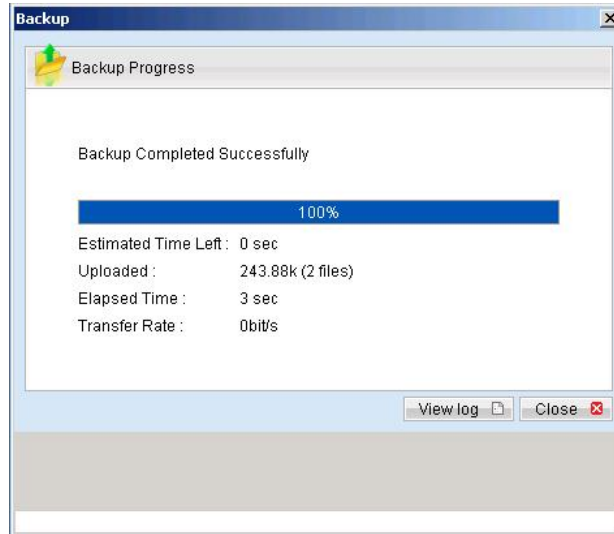 Backup
Backup Progress
Backup Completed Successfully
100%
Estimated Time Left : 0 sec
Uploaded : 243.88k (2 files)
Elapsed Time : 3 sec
Transfer Rate : 0bit/s
View log Close